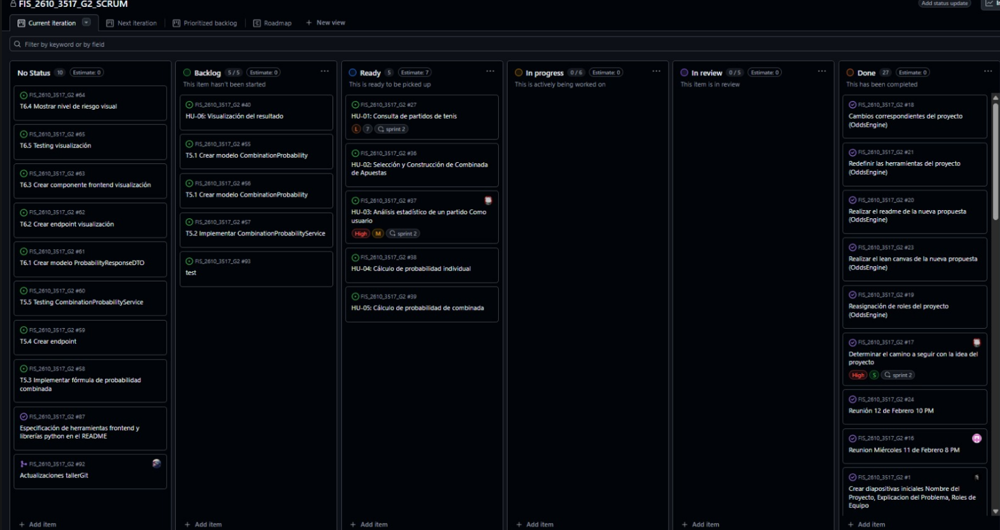 FIS_2610_3517_G2_SCRUM
Add status update
Current iteration
Next iteration
Prioritized backlog
Roadmap
+ New view
Filter by keyword or by field
No Status 10 Estimate: 0
FIS_2610_3517_G2 #64
T6.4 Mostrar nivel de riesgo visual
FIS_2610_3517_G2 #65
T6.5 Testing visualización
FIS_2610_3517_G2 #63
T6.3 Crear componente frontend visualización
FIS_2610_3517_G2 #62
T6.2 Crear endpoint visualización
FIS_2610_3517_G2 #61
T6.1 Crear modelo ProbabilityResponseDTO
FIS_2610_3517_G2 #60
T5.5 Testing CombinationProbabilityService
FIS_2610_3517_G2 #59
T5.4 Crear endpoint
FIS_2610_3517_G2 #58
T5.3 Implementar fórmula de probabilidad
combinada
FIS_2610_3517_G2 #87
Especificación de herramientas frontend y
librerías python en el README
FIS_2610_3517_G2 #92
Actualizaciones tallerGit
+ Add item
Backlog 5 / 5 Estimate: 0
This item hasn't been started
FIS_2610_3517_G2 #40
HU-06: Visualización del resultado
FIS_2610_3517_G2 #55
T5.1 Crear modelo CombinationProbability
FIS_2610_3517_G2 #56
T5.1 Crear modelo CombinationProbability
FIS_2610_3517_G2 #57
T5.2 Implementar CombinationProbabilityService
FIS_2610_3517_G2 #93
test
+ Add item
Ready 5 Estimate: 7
This is ready to be picked up
FIS_2610_3517_G2 #27
HU-01: Consulta de partidos de tenis
L 7 sprint 2
FIS_2610_3517_G2 #36
HU-02: Selección y Construcción de Combinada
de Apuestas
FIS_2610_3517_G2 #37
HU-03: Análisis estadístico de un partido Como
usuario
High M sprint 2
FIS_2610_3517_G2 #38
HU-04: Cálculo de probabilidad individual
FIS_2610_3517_G2 #39
HU-05: Cálculo de probabilidad de combinada
+ Add item
In progress 0 / 6 Estimate: 0
This is actively being worked on
+ Add item
In review 0 / 5 Estimate: 0
This item is in review
+ Add item
Done 27 Estimate: 0
This has been completed
FIS_2610_3517_G2 #18
Cambios correspondientes del proyecto
(OddsEngine)
FIS_2610_3517_G2 #21
Redefinir las herramientas del proyecto
(OddsEngine)
FIS_2610_3517_G2 #20
Realizar el readme de la nueva propuesta
(OddsEngine)
FIS_2610_3517_G2 #23
Realizar el lean canvas de la nueva propuesta
(OddsEngine)
FIS_2610_3517_G2 #19
Reasignación de roles del proyecto
(OddsEngine)
FIS_2610_3517_G2 #17
Determinar el camino a seguir con la idea del
proyecto
High S sprint 2
FIS_2610_3517_G2 #24
Reunión 12 de Febrero 10 PM
FIS_2610_3517_G2 #16
Reunion Miércoles 11 de Febrero 8 PM
FIS_2610_3517_G2 #1
Crear diapositivas iniciales Nombre del
Proyecto, Explicacion del Problema, Roles de
Equipo
+ Add item